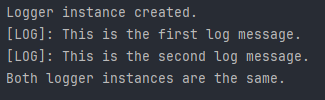 Logger instance created.
[LOG]: This is the first log message.
[LOG]: This is the second log message.
Both logger instances are the same.